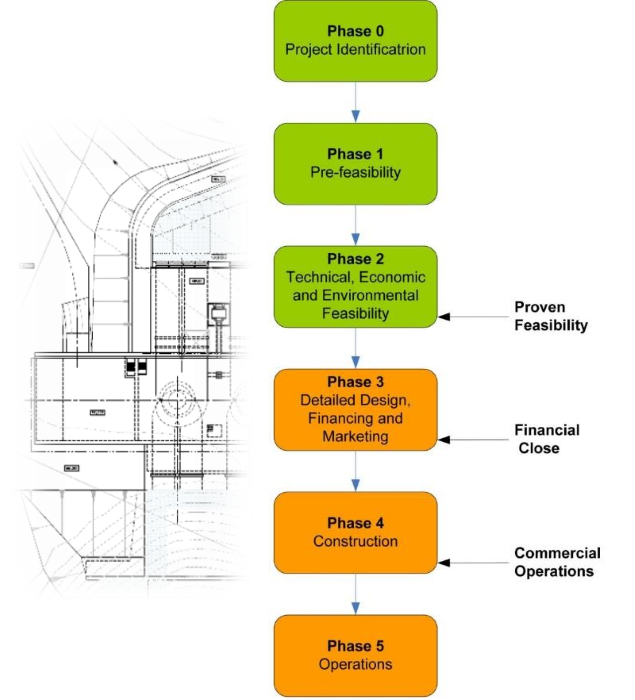 Phase 0
Project Identificatrion
Phase 1
Pre-feasibility
Phase 2
Technical, Economic
and Environmental
Feasibility
Proven
Feasibility
Phase 3
Detailed Design,
Financing and
Marketing
Financial
Close
Phase 4
Construction
Commercial
Operations
Phase 5
Operations